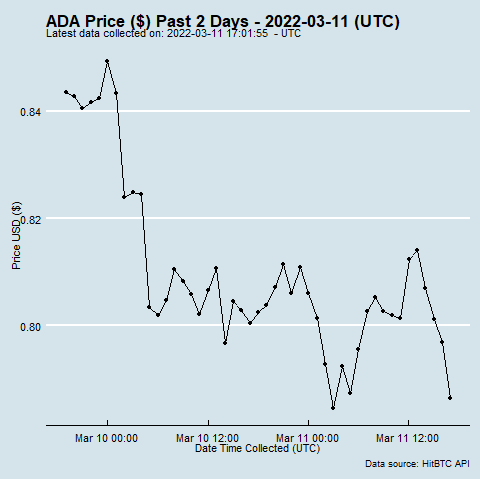 ADA Price ($) Past 2 Days - 2022-03-11 (UTC)
Latest data collected on: 2022-03-11 17:01:55 - UTC
0.84
0.82
0.80
Price USD ($)
Mar 10 00:00
Mar 10 12:00
Mar 11 00:00
Mar 11 12:00
Date Time Collected (UTC)
Data source: HitBTC API